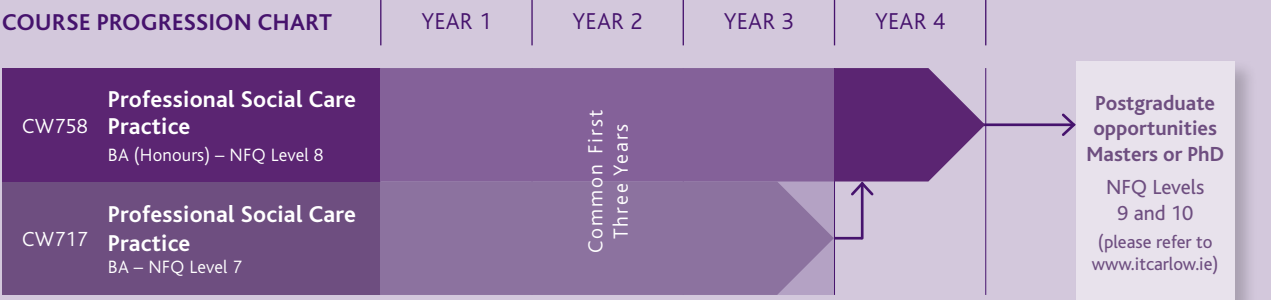 COURSE PROGRESSION CHART
YEAR 1
YEAR 2
YEAR 3
YEAR 4
CW758
Professional Social Care
Practice
BA (Honours) – NFQ Level 8
CW717
Professional Social Care
Practice
BA – NFQ Level 7
Common First
Three Years
Postgraduate
opportunities
Masters or PhD
NFQ Levels
9 and 10
(please refer to
www.itcarlow.ie)